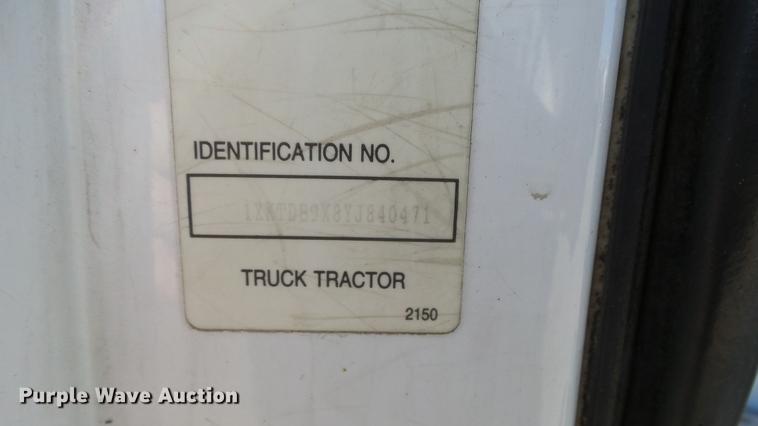 IDENTIFICATION NO.
1XKTDB9X8YJ840471
TRUCK TRACTOR
2150
Purple Wave Auction